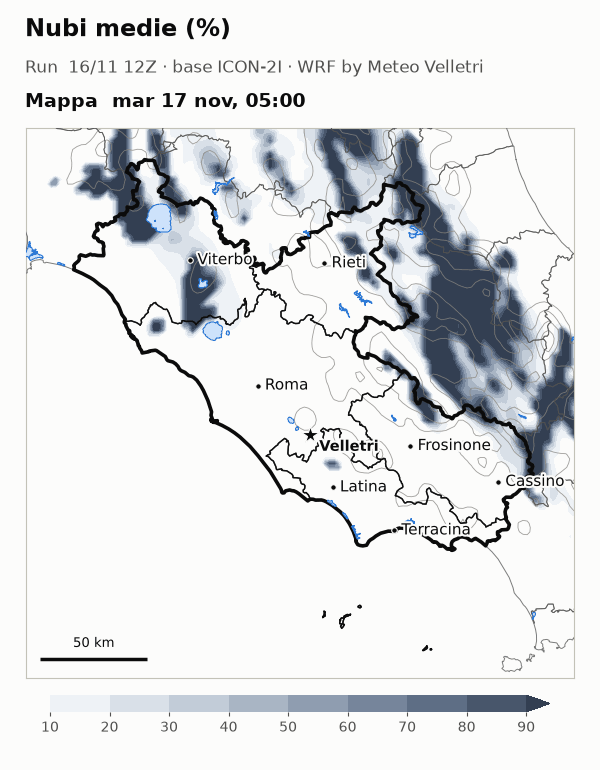 Nubi medie (%)
Run  16/11 12Z · base ICON-2I · WRF by Meteo Velletri
Mappa  mar 17 nov, 05:00
Viterbo
Rieti
Roma
Velletri
Frosinone
Latina
Cassino
Terracina
50 km
10 20 30 40 50 60 70 80 90